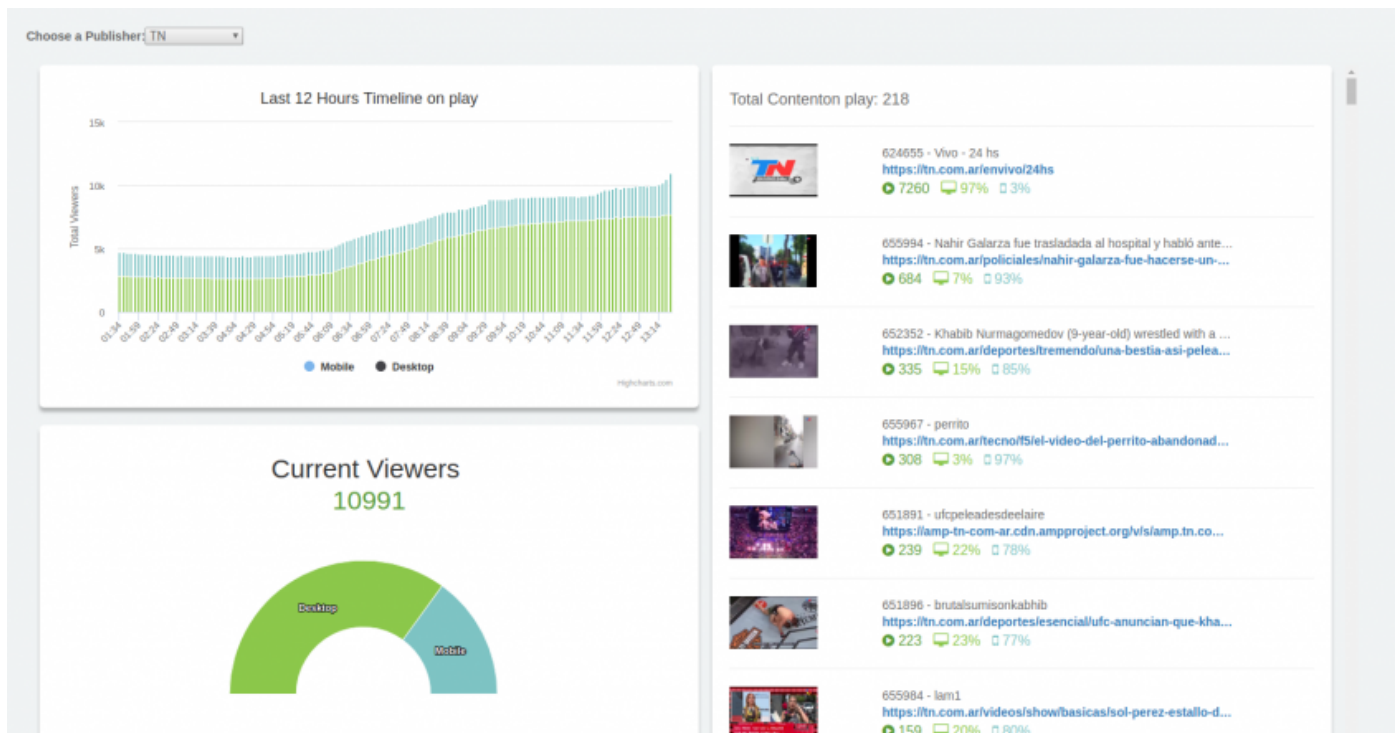 Choose a Publisher: TN
Last 12 Hours Timeline on play
15k
10k
5k
0
Total Viewers
01:34 01:59 02:24 02:49 03:14 03:39 04:04 04:29 04:54 05:19 05:44 06:09 06:34 06:59 07:24 07:49 08:14 08:39 09:04 09:29 09:54 10:19 10:44 11:09 11:34 11:59 12:24 12:49 13:14
Mobile Desktop
Highcharts.com
Current Viewers
10991
Desktop
Mobile
Total Contenton play: 218
TN
624655 - Vivo - 24 hs
https://tn.com.ar/envivo/24hs
7260 97% 3%
655994 - Nahir Galarza fue trasladada al hospital y habló ante...
https://tn.com.ar/policiales/nahir-galarza-fue-hacerse-un-...
684 7% 93%
652352 - Khabib Nurmagomedov (9-year-old) wrestled with a ...
https://tn.com.ar/deportes/tremendo/una-bestia-asi-pelea...
335 15% 85%
655967 - perrito
https://tn.com.ar/tecno/f5/el-video-del-perrito-abandonad...
308 3% 97%
651891 - ufcpeleadesdeelaire
https://amp-tn-com-ar.cdn.ampproject.org/v/s/amp.tn.co...
239 22% 78%
651896 - brutalsumisonkabhib
https://tn.com.ar/deportes/esencial/ufc-anuncian-que-kha...
223 23% 77%
655984 - lam1
https://tn.com.ar/videos/show/basicas/sol-perez-estallo-d...
159 20% 80%